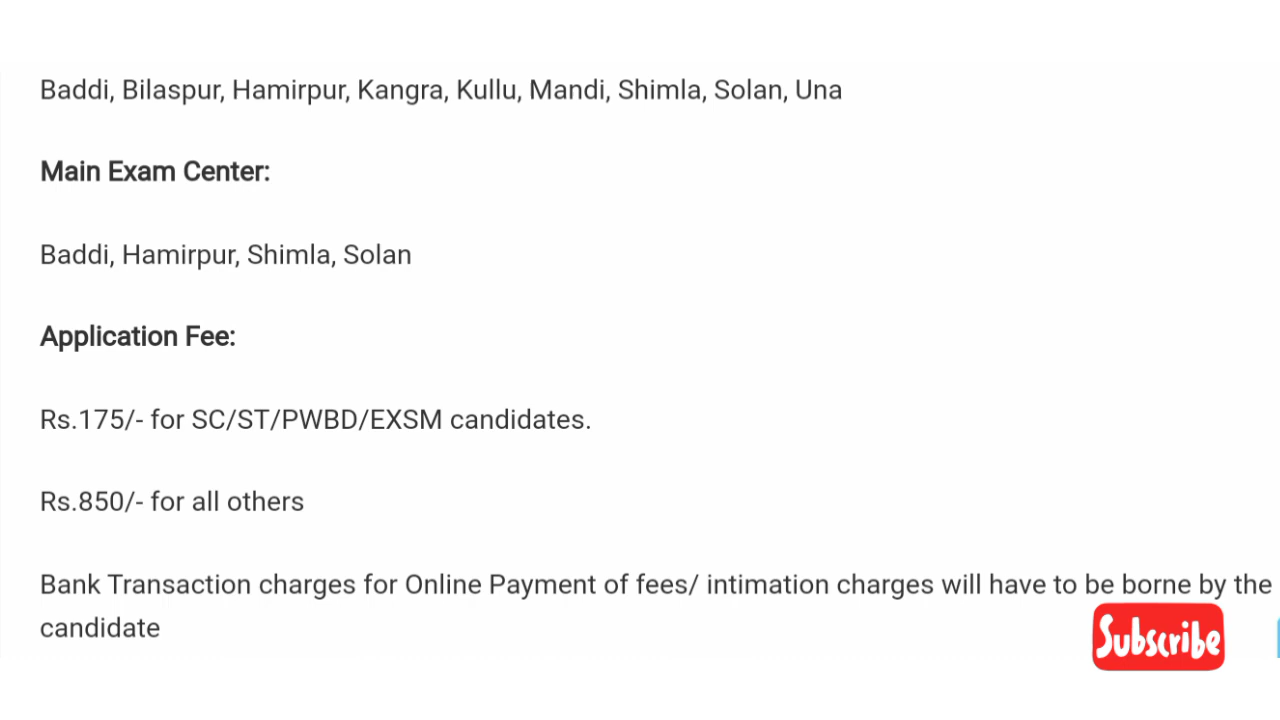 Baddi, Bilaspur, Hamirpur, Kangra, Kullu, Mandi, Shimla, Solan, Una
Main Exam Center:
Baddi, Hamirpur, Shimla, Solan
Application Fee:
Rs.175/- for SC/ST/PWBD/EXSM candidates.
Rs.850/- for all others
Bank Transaction charges for Online Payment of fees/ intimation charges will have to be borne by the
candidate
Subscribe